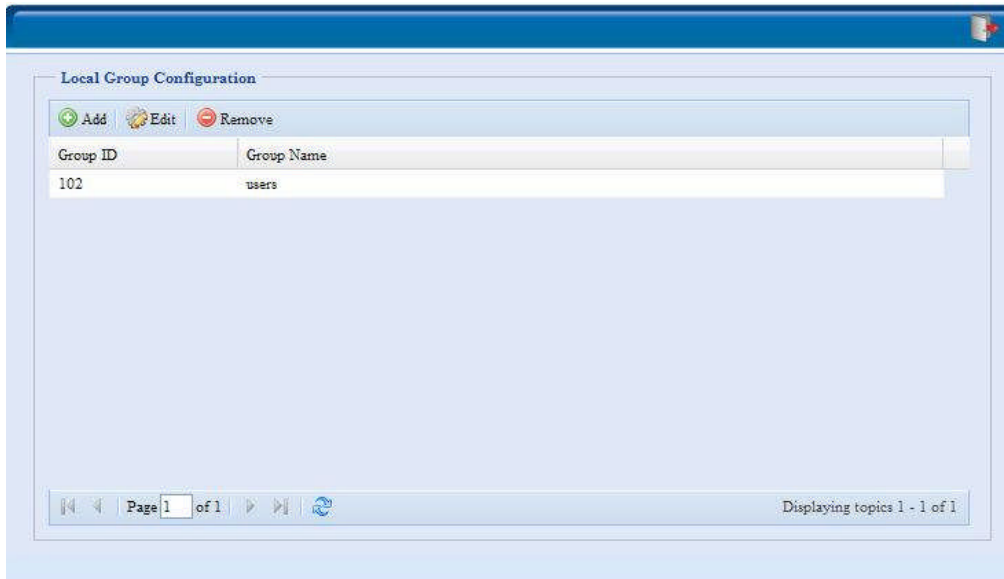 Local Group Configuration
Add Edit Remove
Group ID Group Name
102 users
Page 1 of 1 Displaying topics 1 - 1 of 1